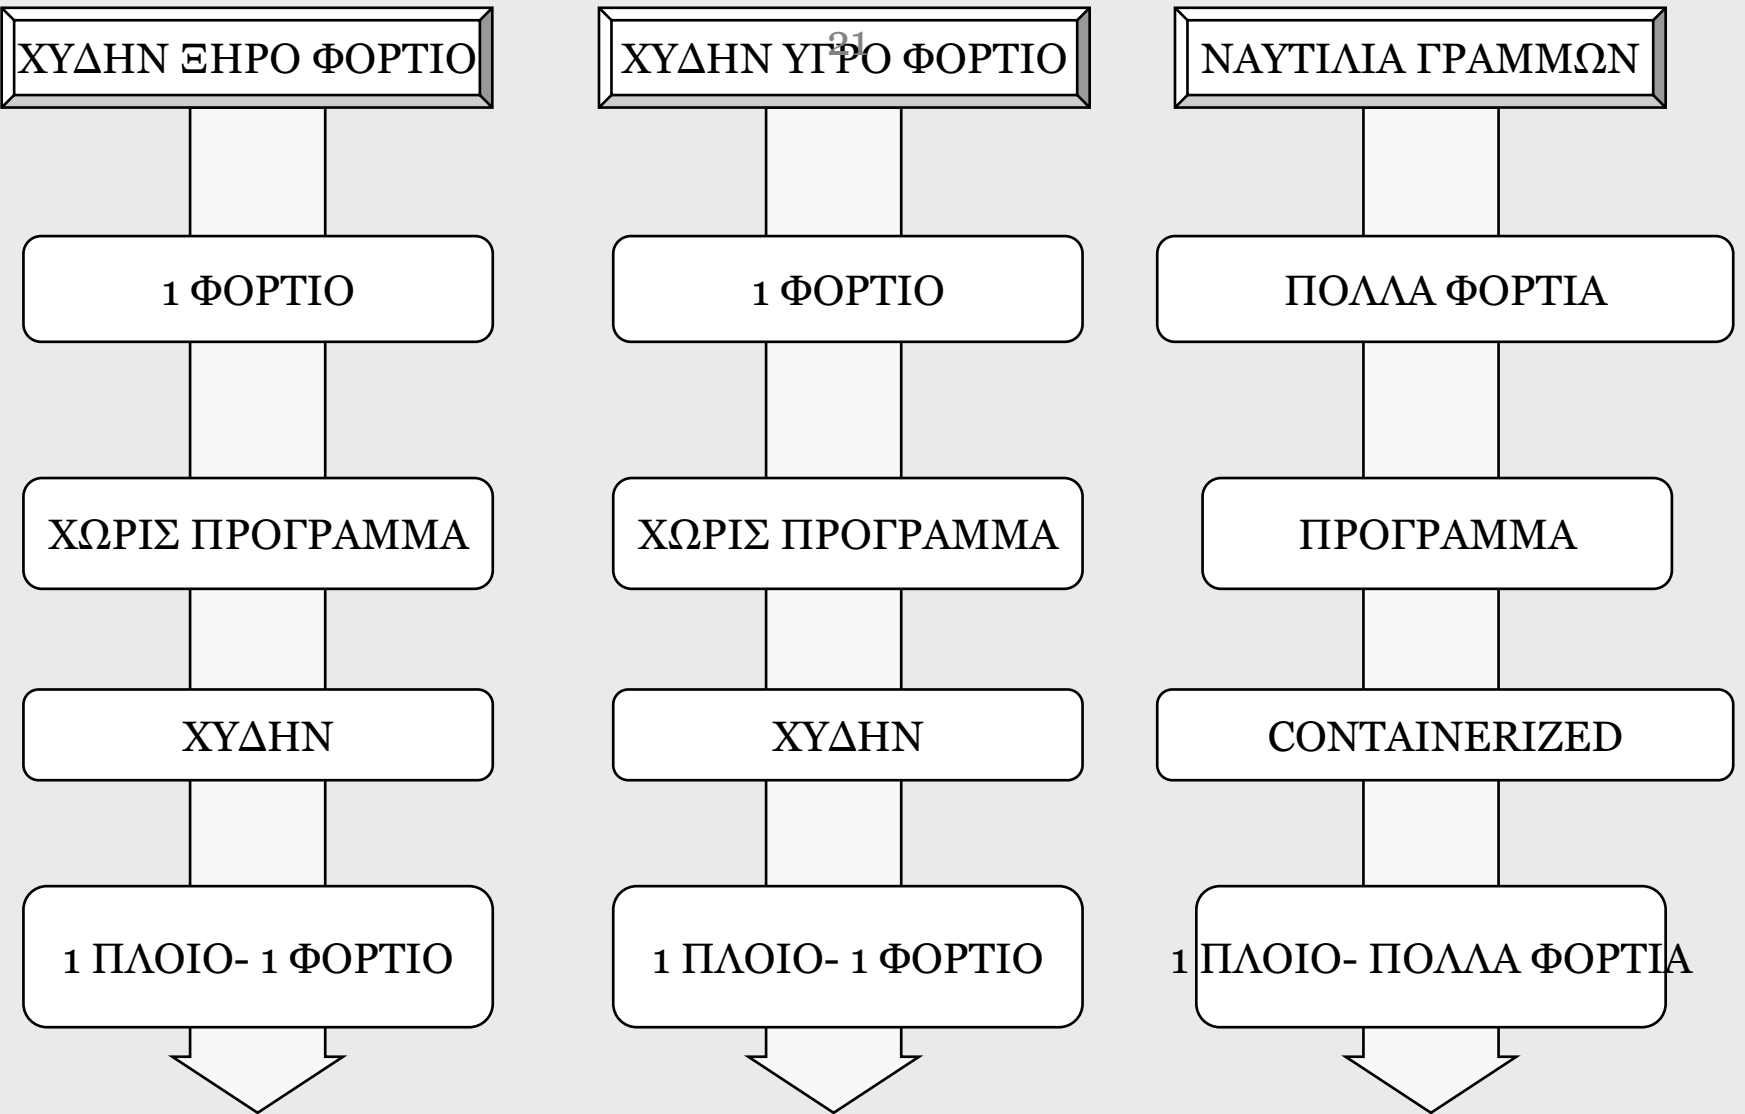 21
ΧΥΔΗΝ ΞΗΡΟ ΦΟΡΤΙΟ
1 ΦΟΡΤΙΟ
ΧΩΡΙΣ ΠΡΟΓΡΑΜΜΑ
ΧΥΔΗΝ
1 ΠΛΟΙΟ- 1 ΦΟΡΤΙΟ
ΧΥΔΗΝ ΥΓΡΟ ΦΟΡΤΙΟ
1 ΦΟΡΤΙΟ
ΧΩΡΙΣ ΠΡΟΓΡΑΜΜΑ
ΧΥΔΗΝ
1 ΠΛΟΙΟ- 1 ΦΟΡΤΙΟ
ΝΑΥΤΙΛΙΑ ΓΡΑΜΜΩΝ
ΠΟΛΛΑ ΦΟΡΤΙΑ
ΠΡΟΓΡΑΜΜΑ
CONTAINERIZED
1 ΠΛΟΙΟ- ΠΟΛΛΑ ΦΟΡΤΙΑ